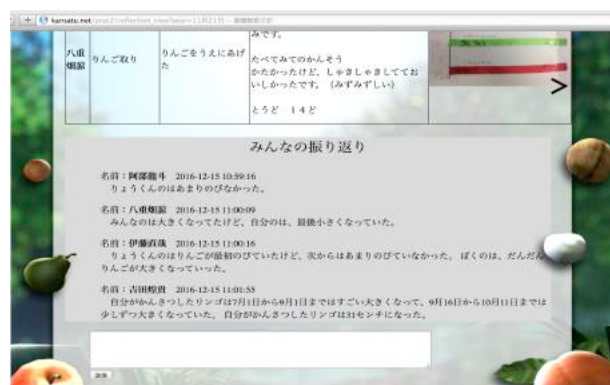 kansatu.net
みです。
八重畑諒
りんご取り
りんごをうえにあげた
たべてみてのかんそう
かたかったけど、しゃきしゃきしててお
いしかったです。（みずみずしい）
とうど　１４ど
みんなの振り返り
名前：阿部龍斗　2016-12-15 10:59:16
りょうくんのはあまりのびなかった。
名前：八重畑諒　2016-12-15 11:00:09
みんなのは大きくなってたけど、自分のは、最後小さくなっていた。
名前：伊藤直哉　2016-12-15 11:00:16
りょうくんのはりんごが最初のびていたけど、次からはあまりのびていなかった。 ぼくのは、だんだん
りんごが大きくなっていった。
名前：吉田煌貴　2016-12-15 11:01:55
自分がかんさつしたリンゴは7月1日から9月1日まではすごい大きくなって、9月16日から10月11日までは
少しずつ大きくなっていた。 自分がかんさつしたリンゴは31センチになった。
送信